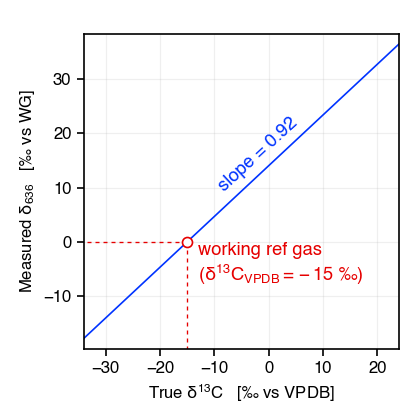 Measured δ₆₃₆ [‰ vs WG]
30
20
10
0
−10
slope = 0.92
working ref gas
(δ¹³CVPDB = − 15 ‰)
−30
−20
−10
0
10
20
True δ¹³C [‰ vs VPDB]